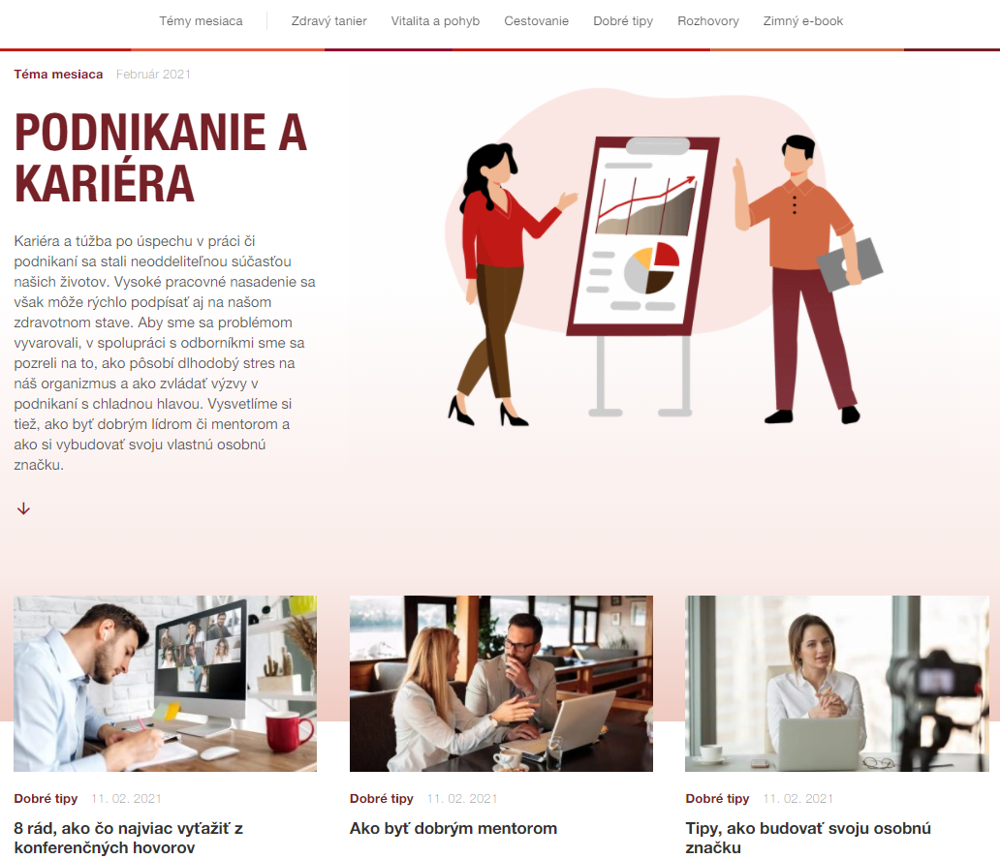 Témy mesiaca Zdravý tanier Vitalita a pohyb Cestovanie Dobré tipy Rozhovory Zimný e-book
Téma mesiaca Február 2021
PODNIKANIE A
KARIÉRA
Kariéra a túžba po úspechu v práci či
podnikaní sa stali neoddeliteľnou súčasťou
našich životov. Vysoké pracovné nasadenie sa
však môže rýchlo podpísať aj na našom
zdravotnom stave. Aby sme sa problémom
vyvarovali, v spolupráci s odborníkmi sme sa
pozreli na to, ako pôsobí dlhodobý stres na
náš organizmus a ako zvládať výzvy v
podnikaní s chladnou hlavou. Vysvetlíme si
tiež, ako byť dobrým lídrom či mentorom a
ako si vybudovať svoju vlastnú osobnú
značku.
Dobré tipy 11. 02. 2021
8 rád, ako čo najviac vyťažiť z
konferenčných hovorov
Dobré tipy 11. 02. 2021
Ako byť dobrým mentorom
Dobré tipy 11. 02. 2021
Tipy, ako budovať svoju osobnú
značku